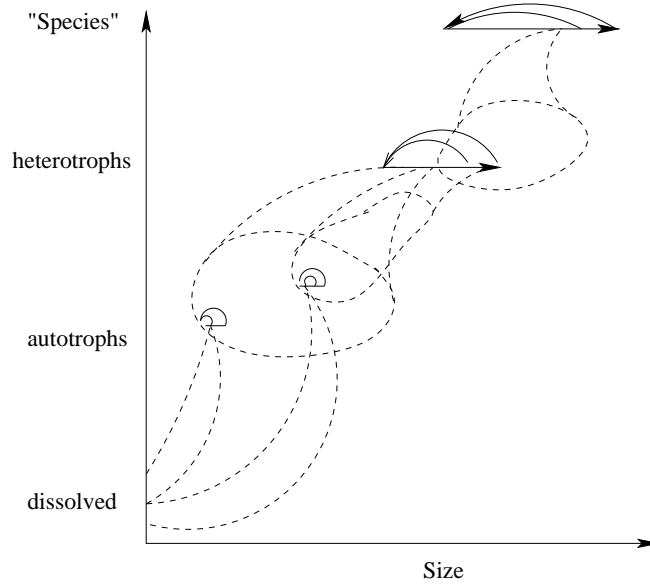 "Species"
heterotrophs
autotrophs
dissolved
Size